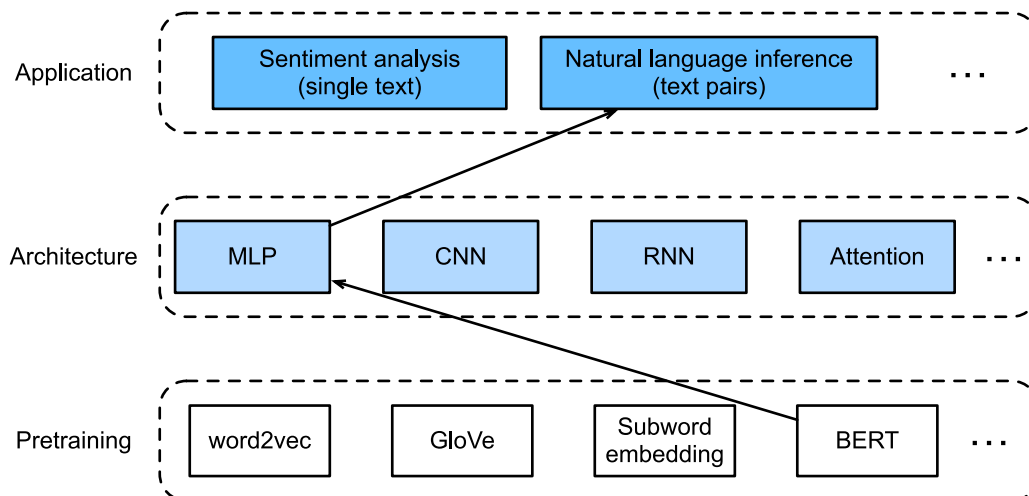 Application
Sentiment analysis
(single text)
Natural language inference
(text pairs)
...
Architecture
MLP
CNN
RNN
Attention
...
Pretraining
word2vec
GloVe
Subword
embedding
BERT
...